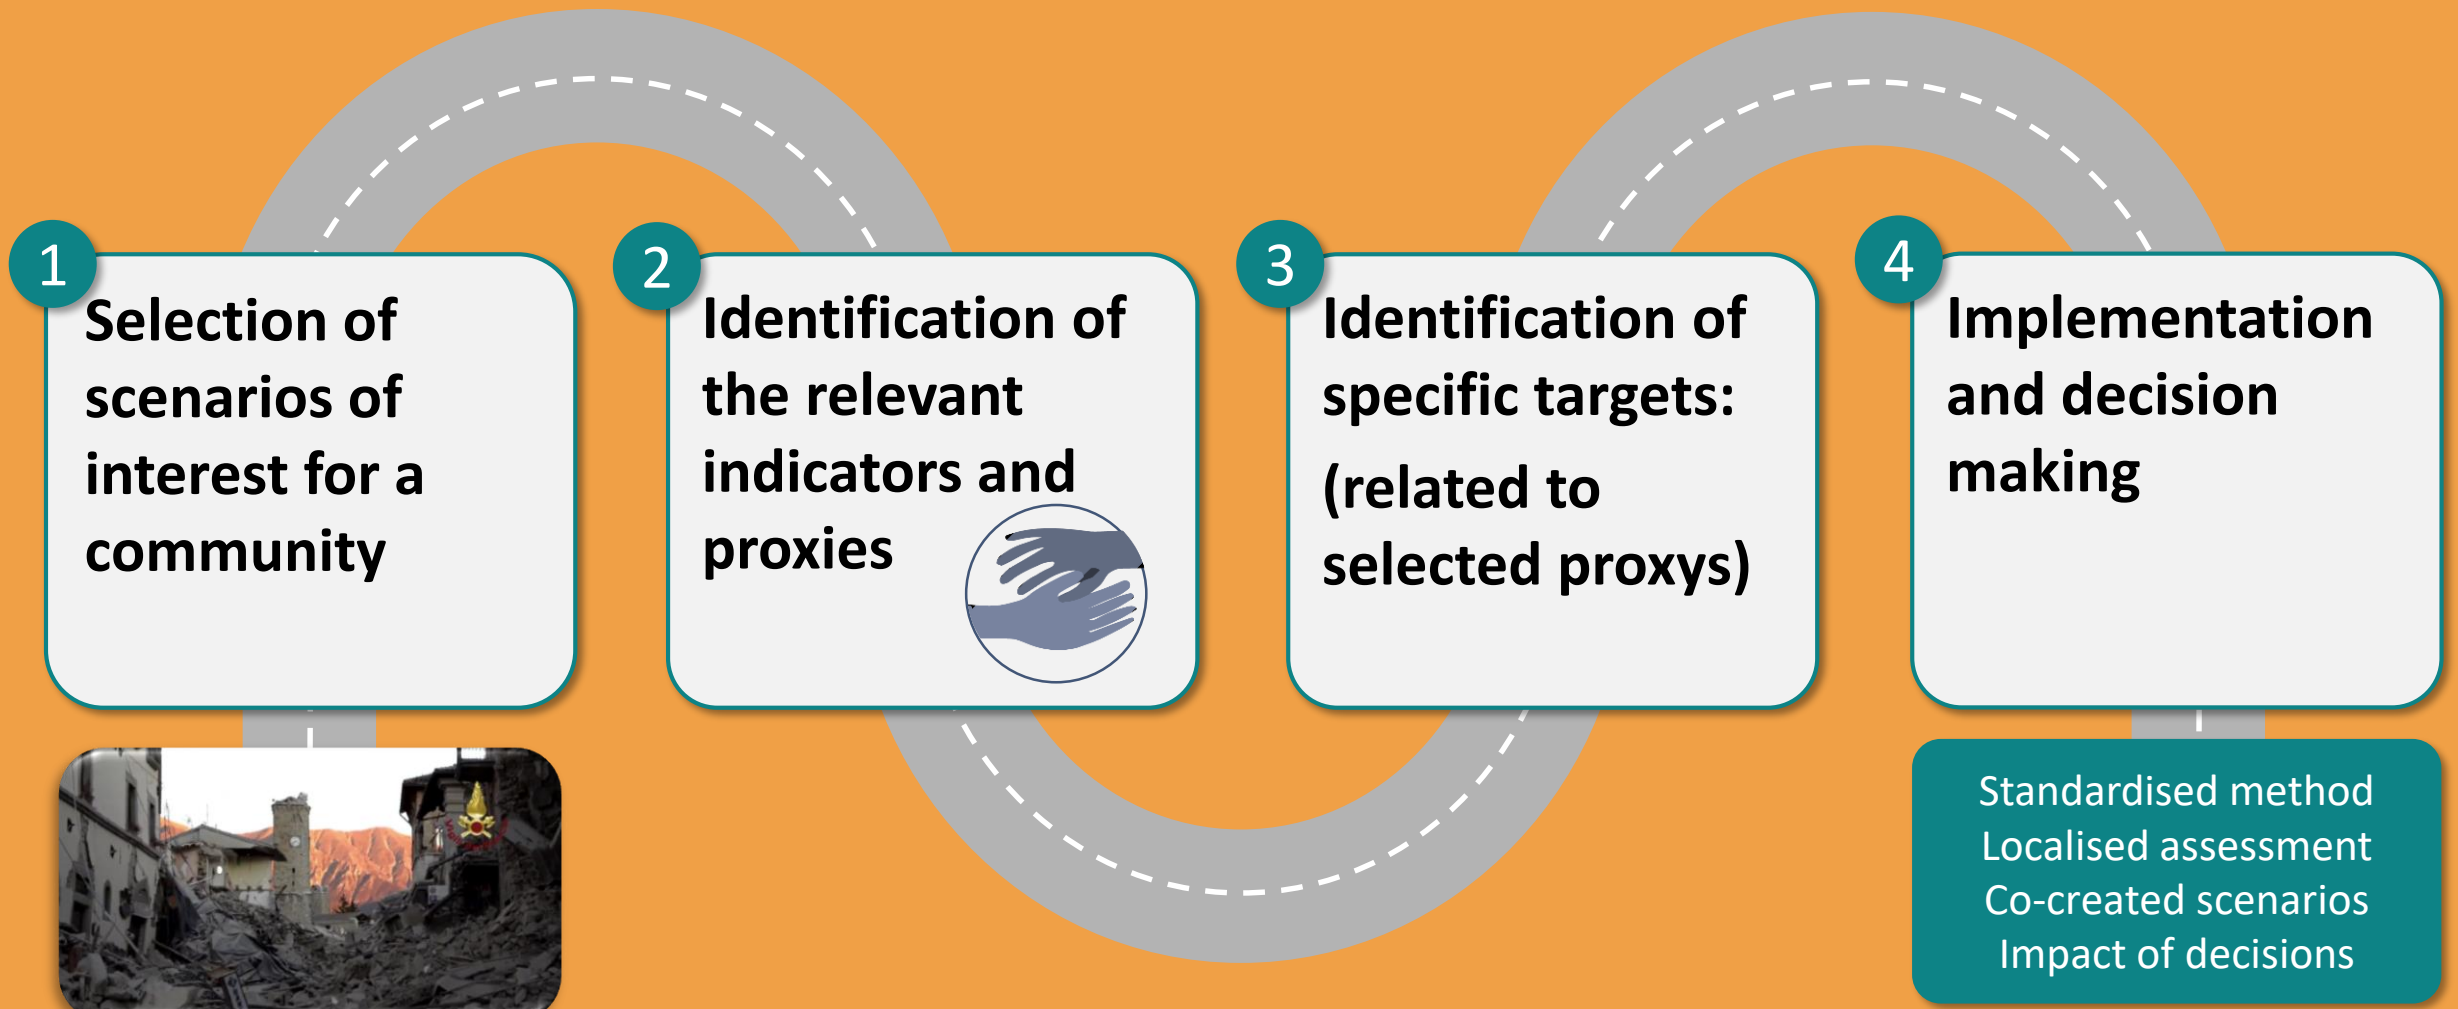 1
Selection of
scenarios of
interest for a
community
2
Identification of
the relevant
indicators and
proxies
3
Identification of
specific targets:
(related to
selected proxys)
4
Implementation
and decision
making
Standardised method
Localised assessment
Co-created scenarios
Impact of decisions